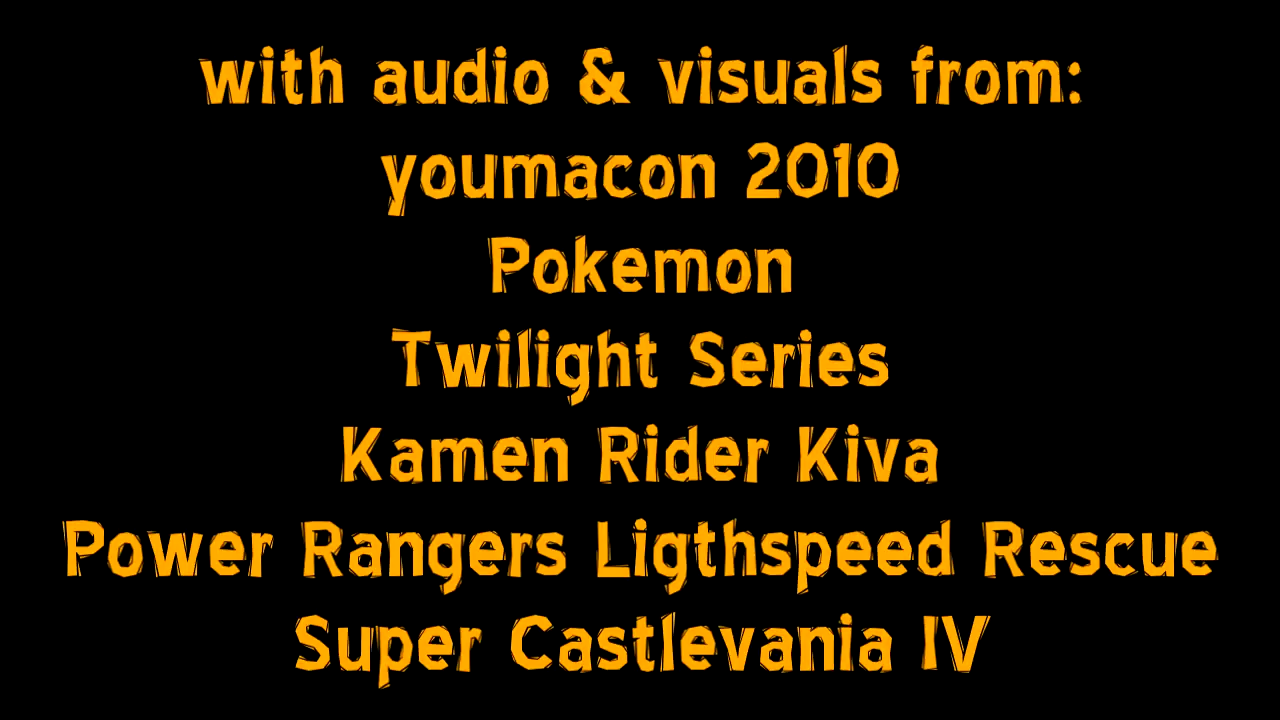 with audio & visuals from:
youmacon 2010
Pokemon
Twilight Series
Kamen Rider Kiva
Power Rangers Ligthspeed Rescue
Super Castlevania IV